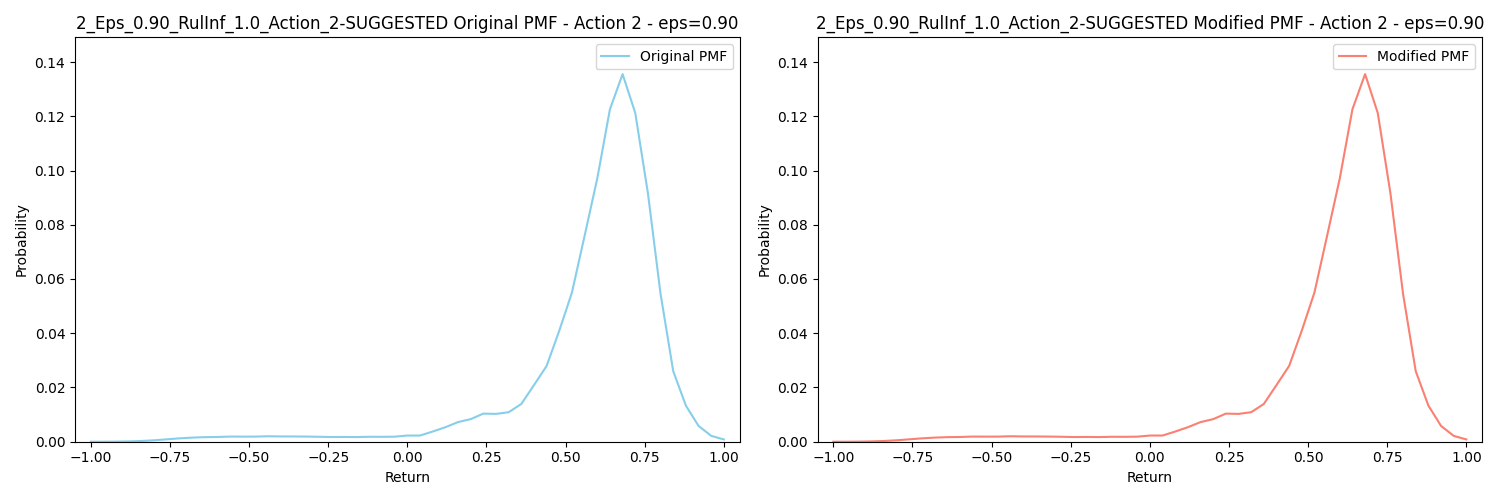 2_Eps_0.90_RulInf_1.0_Action_2-SUGGESTED Original PMF - Action 2 - eps=0.90
Original PMF
Probability
0.14
0.12
0.10
0.08
0.06
0.04
0.02
0.00
−1.00 −0.75 −0.50 −0.25 0.00 0.25 0.50 0.75 1.00
Return
2_Eps_0.90_RulInf_1.0_Action_2-SUGGESTED Modified PMF - Action 2 - eps=0.90
Modified PMF
Probability
0.14
0.12
0.10
0.08
0.06
0.04
0.02
0.00
−1.00 −0.75 −0.50 −0.25 0.00 0.25 0.50 0.75 1.00
Return